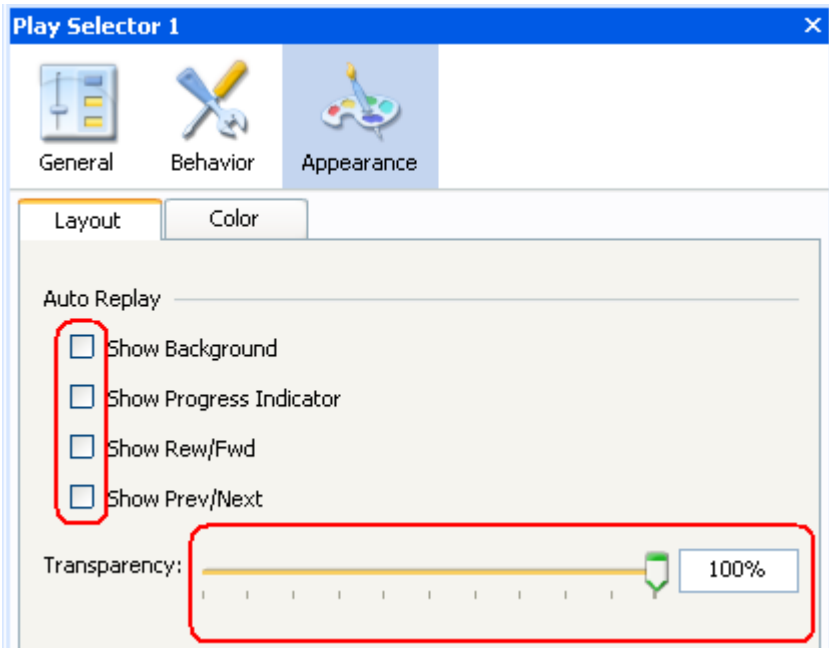 Play Selector 1
General Behavior Appearance
Layout Color
Auto Replay
Show Background
Show Progress Indicator
Show Rew/Fwd
Show Prev/Next
Transparency: 100%